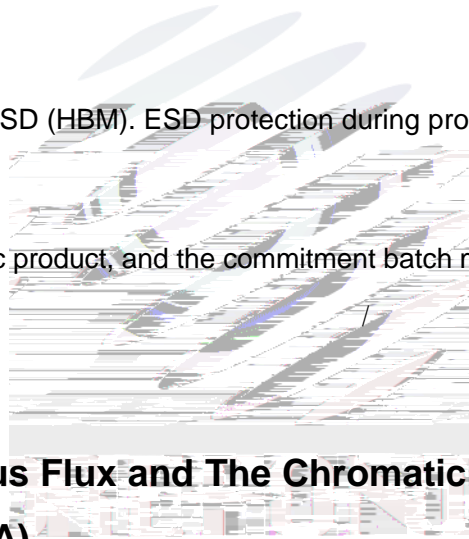 SD (HBM). ESD protection during pro
c product, and the commitment batch
/
us Flux and The Chromatic
A)